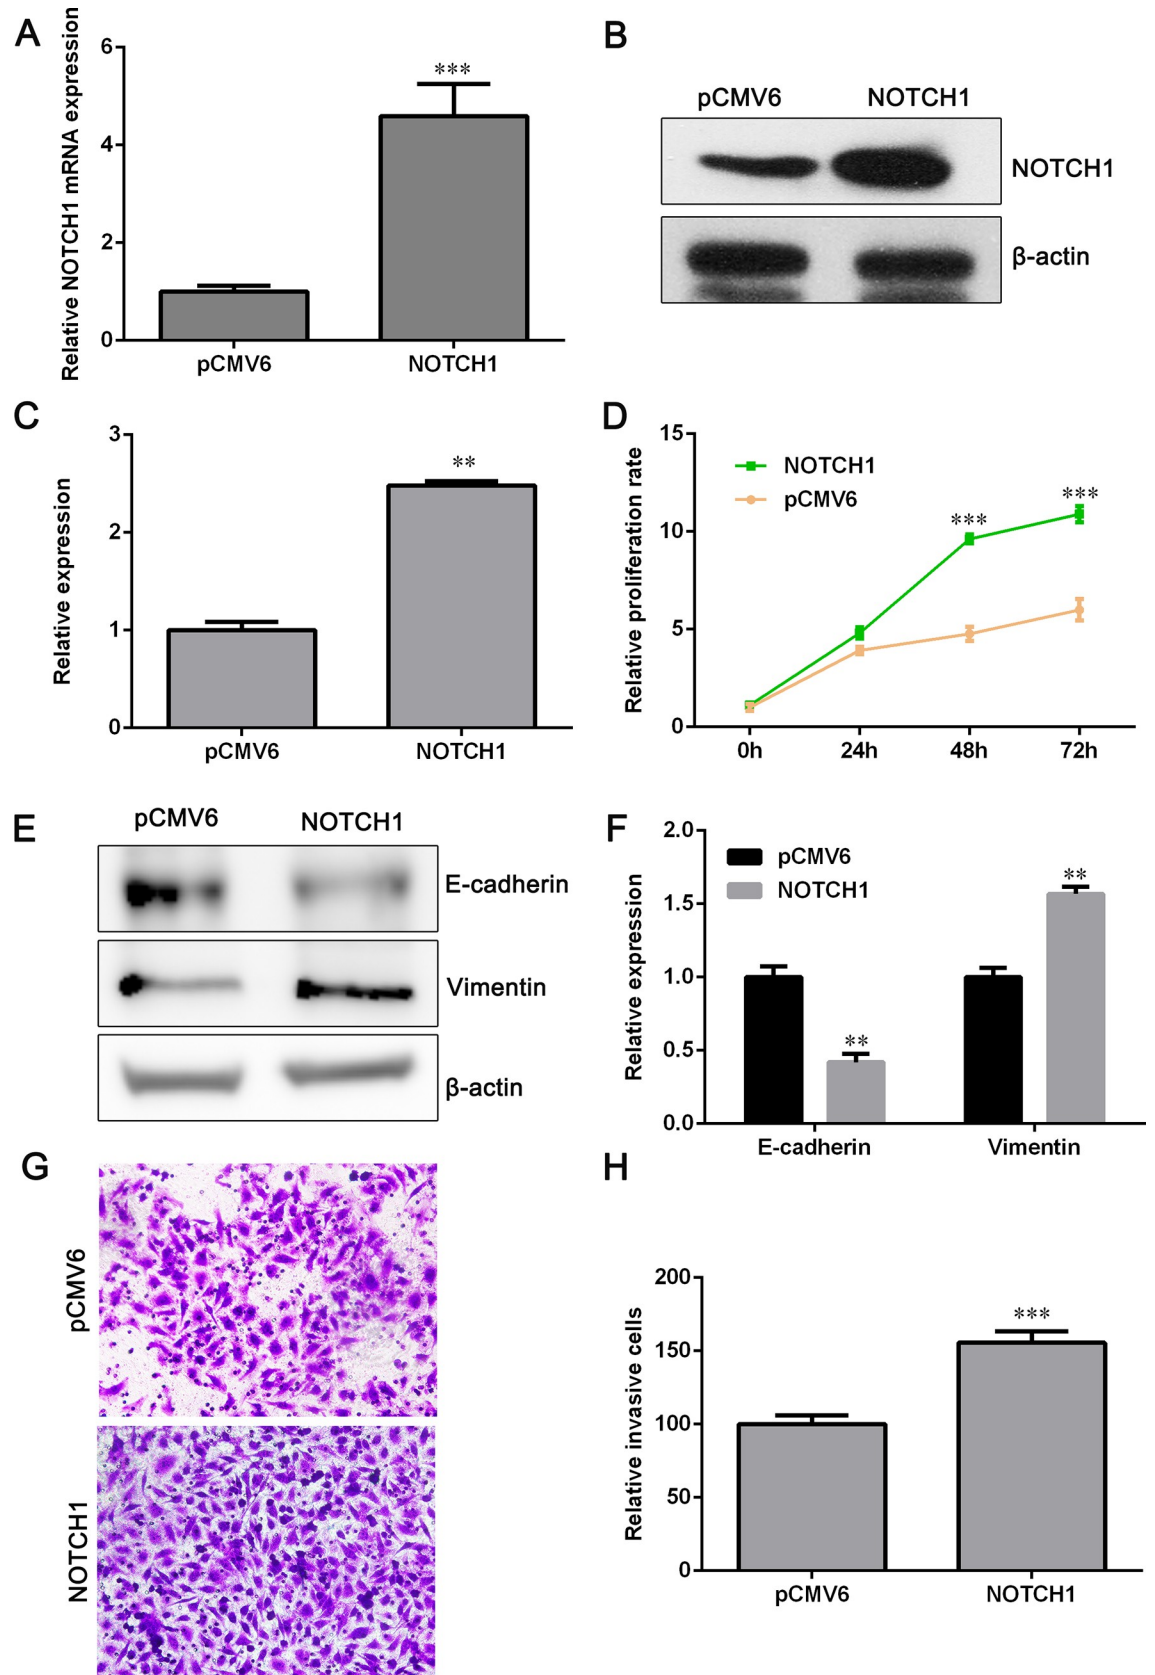 A
Relative NOTCH1 mRNA expression
6
4
2
0
***
pCMV6
NOTCH1
B
pCMV6
NOTCH1
NOTCH1
β-actin
C
Relative expression
3
2
1
0
**
pCMV6
NOTCH1
D
Relative proliferation rate
15
10
5
0
NOTCH1
pCMV6
***
***
0h
24h
48h
72h
E
pCMV6
NOTCH1
E-cadherin
Vimentin
β-actin
F
Relative expression
2.0
1.5
1.0
0.5
0.0
pCMV6
NOTCH1
**
**
E-cadherin
Vimentin
G
pCMV6
NOTCH1
H
Relative invasive cells
200
150
100
50
0
***
pCMV6
NOTCH1